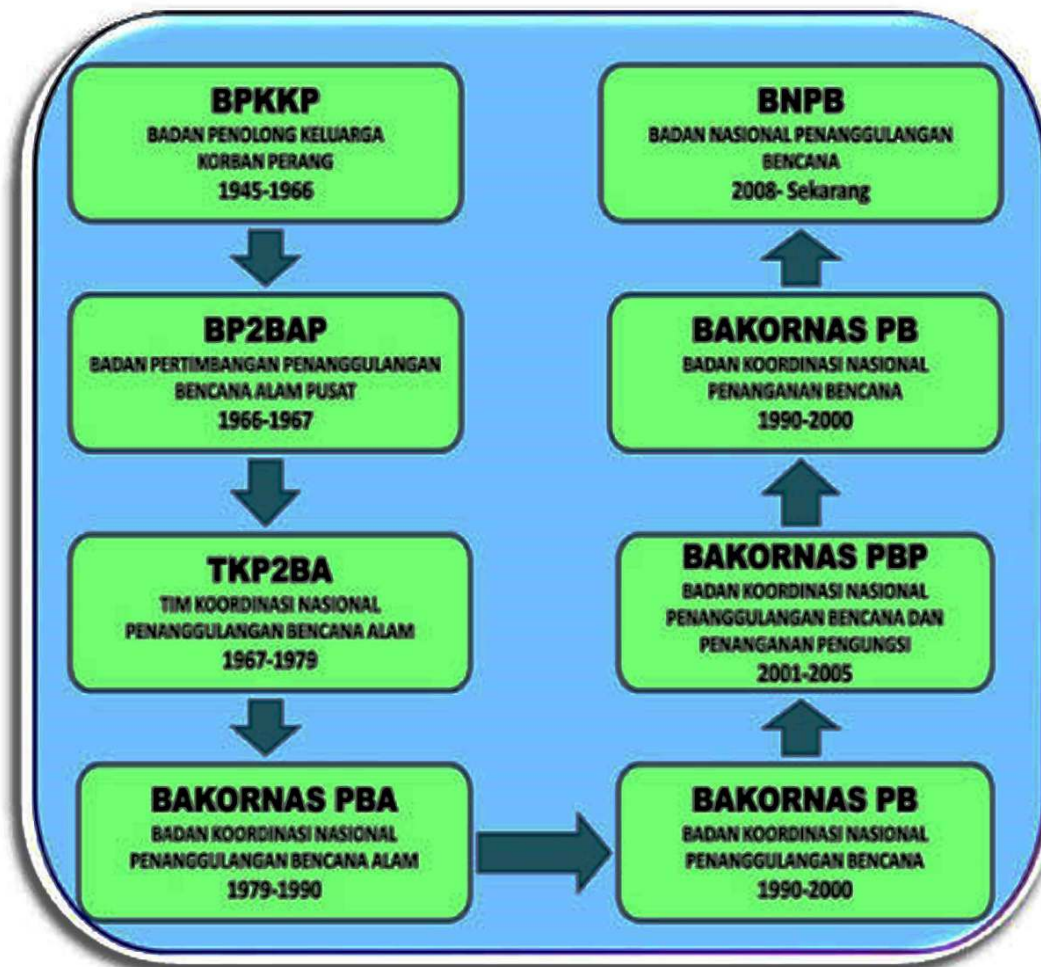 BPKKP
BADAN PENOLONG KELUARGA
KORBAN PERANG
1945-1966
BP2BAP
BADAN PERTIMBANGAN PENANGGULANGAN
BENCANA ALAM PUSAT
1966-1967
TKP2BA
TIM KOORDINASI NASIONAL
PENANGGULANGAN BENCANA ALAM
1967-1979
BAKORNAS PBA
BADAN KOORDINASI NASIONAL
PENANGGULANGAN BENCANA ALAM
1979-1990
BAKORNAS PB
BADAN KOORDINASI NASIONAL
PENANGGULANGAN BENCANA
1990-2000
BAKORNAS PBP
BADAN KOORDINASI NASIONAL
PENANGGULANGAN BENCANA DAN
PENANGANAN PENGUNGSI
2001-2005
BAKORNAS PB
BADAN KOORDINASI NASIONAL
PENANGANAN BENCANA
1990-2000
BNPB
BADAN NASIONAL PENANGGULANGAN
BENCANA
2008- Sekarang